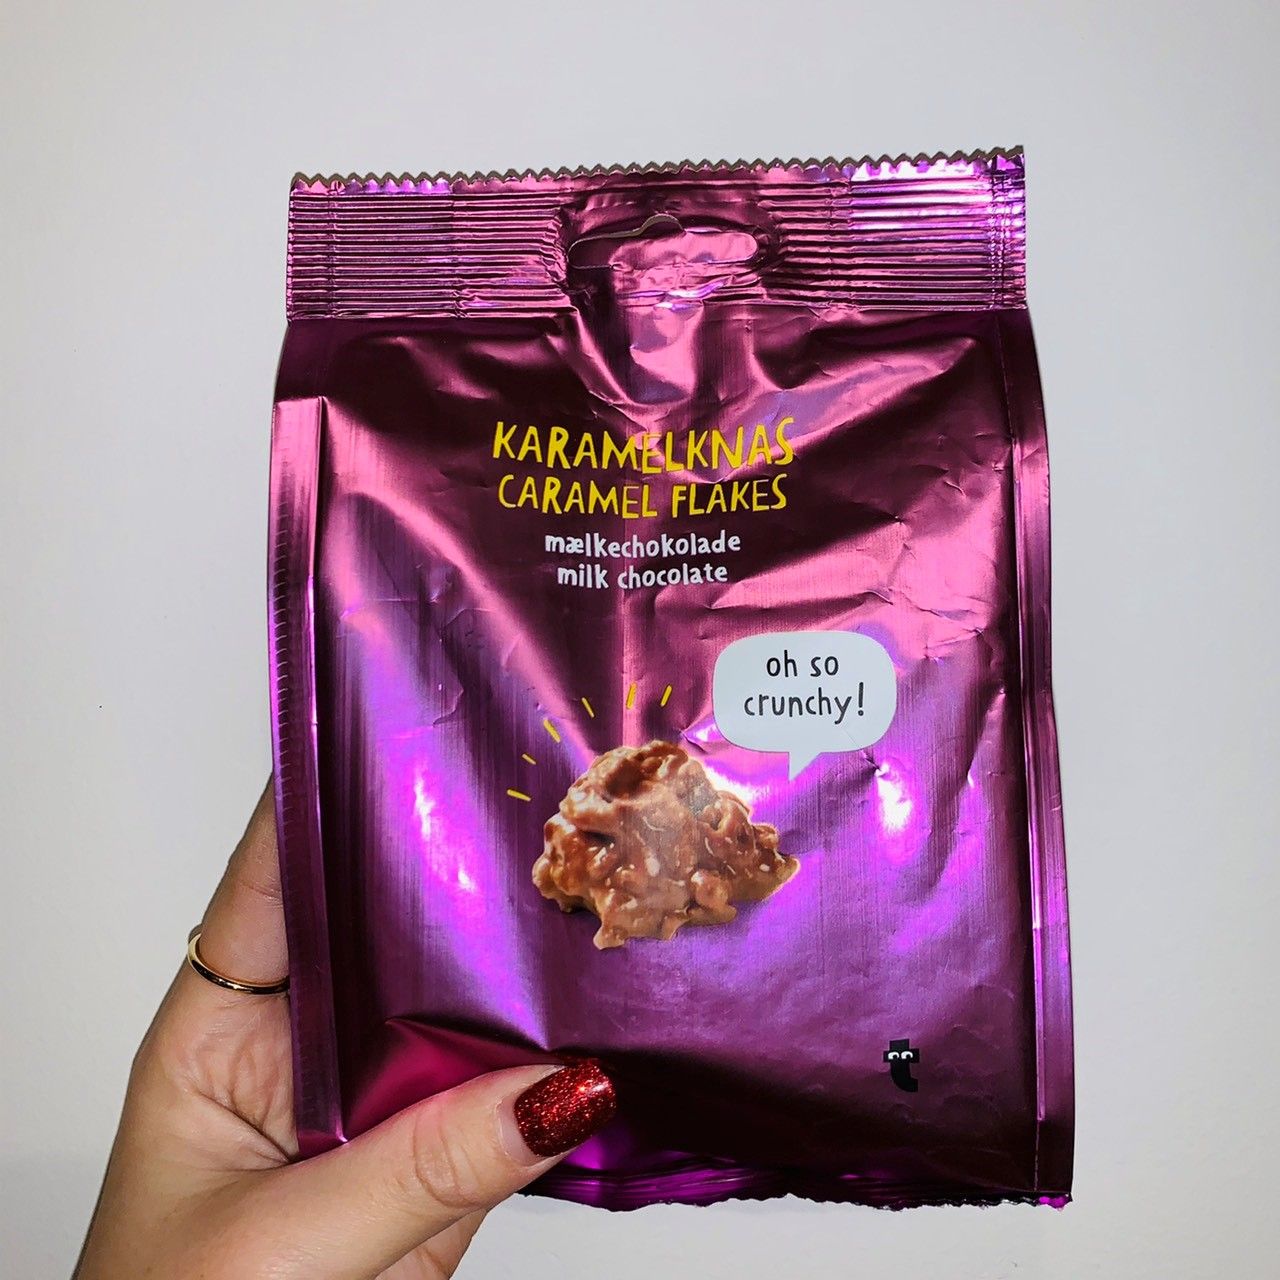 KARAMELKNAS
CARAMEL FLAKES
mælkechokolade
milk chocolate
oh so
crunchy!
t